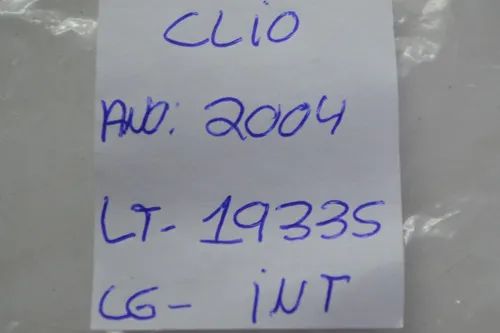 CLIO
ANO: 2004
LT- 19335
CG- INT